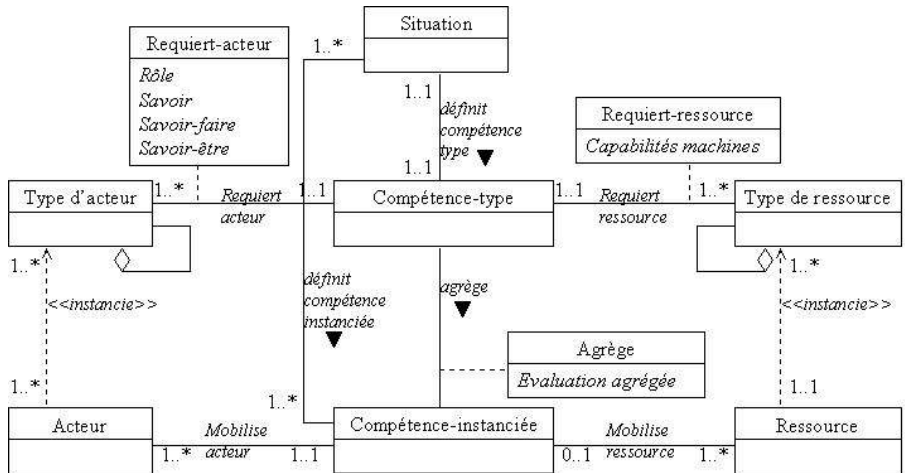 Situation
1..*
Requiert-acteur
Rôle
Savoir
Savoir-faire
Savoir-être
1..1
définit
compétence
type
1..1
Requiert-ressource
Capabilités machines
Type d'acteur
1..*
Requiert
acteur
1..1
Compétence-type
1..1
Requiert
ressource
1..*
Type de ressource
1..*
<<instancie>>
1..*
définit
compétence
instanciée
agrège
1..*
<<instancie>>
1..1
Agrège
Evaluation agrégée
1..*
Acteur
1..*
Mobilise
acteur
1..1
Compétence-instanciée
0..1
Mobilise
ressource
1..*
Ressource